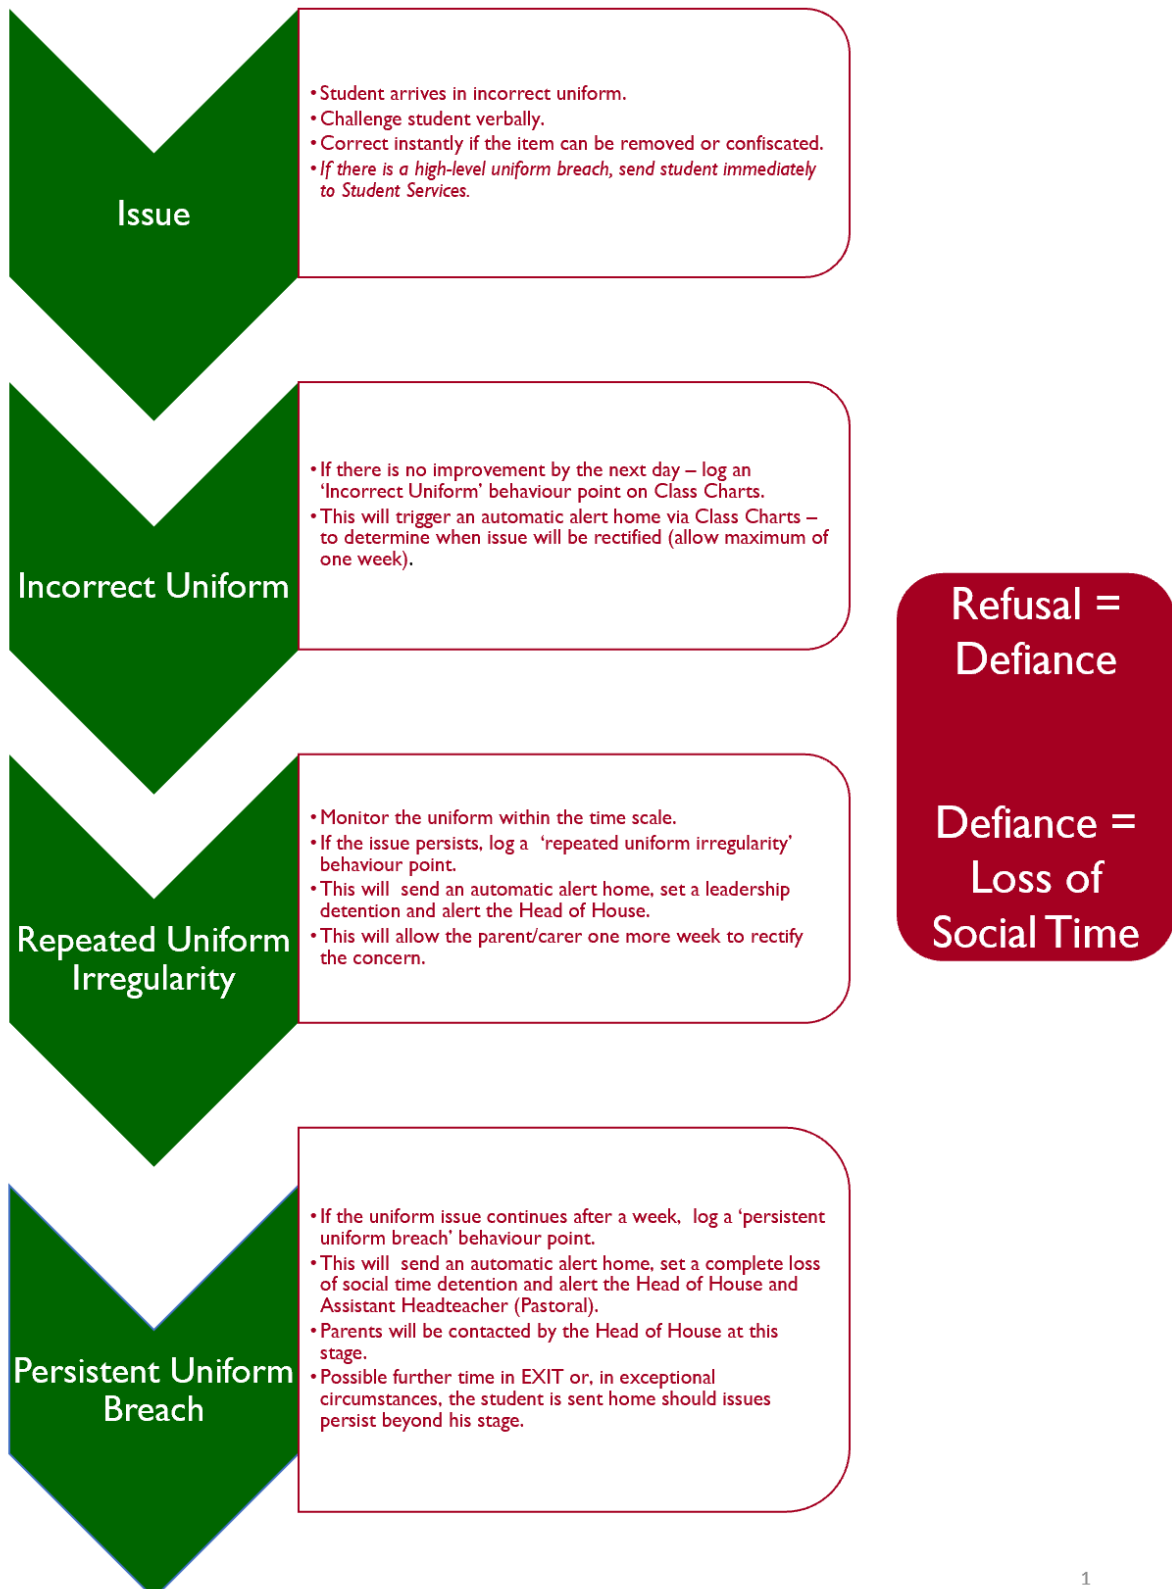 Issue
•Student arrives in incorrect uniform.
•Challenge student verbally.
•Correct instantly if the item can be removed or confiscated.
•If there is a high-level uniform breach, send student immediately
to Student Services.
Incorrect Uniform
•If there is no improvement by the next day – log an
‘Incorrect Uniform’ behaviour point on Class Charts.
•This will trigger an automatic alert home via Class Charts –
to determine when issue will be rectified (allow maximum of
one week).
Repeated Uniform
Irregularity
•Monitor the uniform within the time scale.
•If the issue persists, log a ‘repeated uniform irregularity’
behaviour point.
•This will send an automatic alert home, set a leadership
detention and alert the Head of House.
•This will allow the parent/carer one more week to rectify
the concern.
Persistent Uniform
Breach
•If the uniform issue continues after a week, log a ‘persistent
uniform breach’ behaviour point.
•This will send an automatic alert home, set a complete loss
of social time detention and alert the Head of House and
Assistant Headteacher (Pastoral).
•Parents will be contacted by the Head of House at this
stage.
•Possible further time in EXIT or, in exceptional
circumstances, the student is sent home should issues
persist beyond his stage.
Refusal =
Defiance
Defiance =
Loss of
Social Time
1